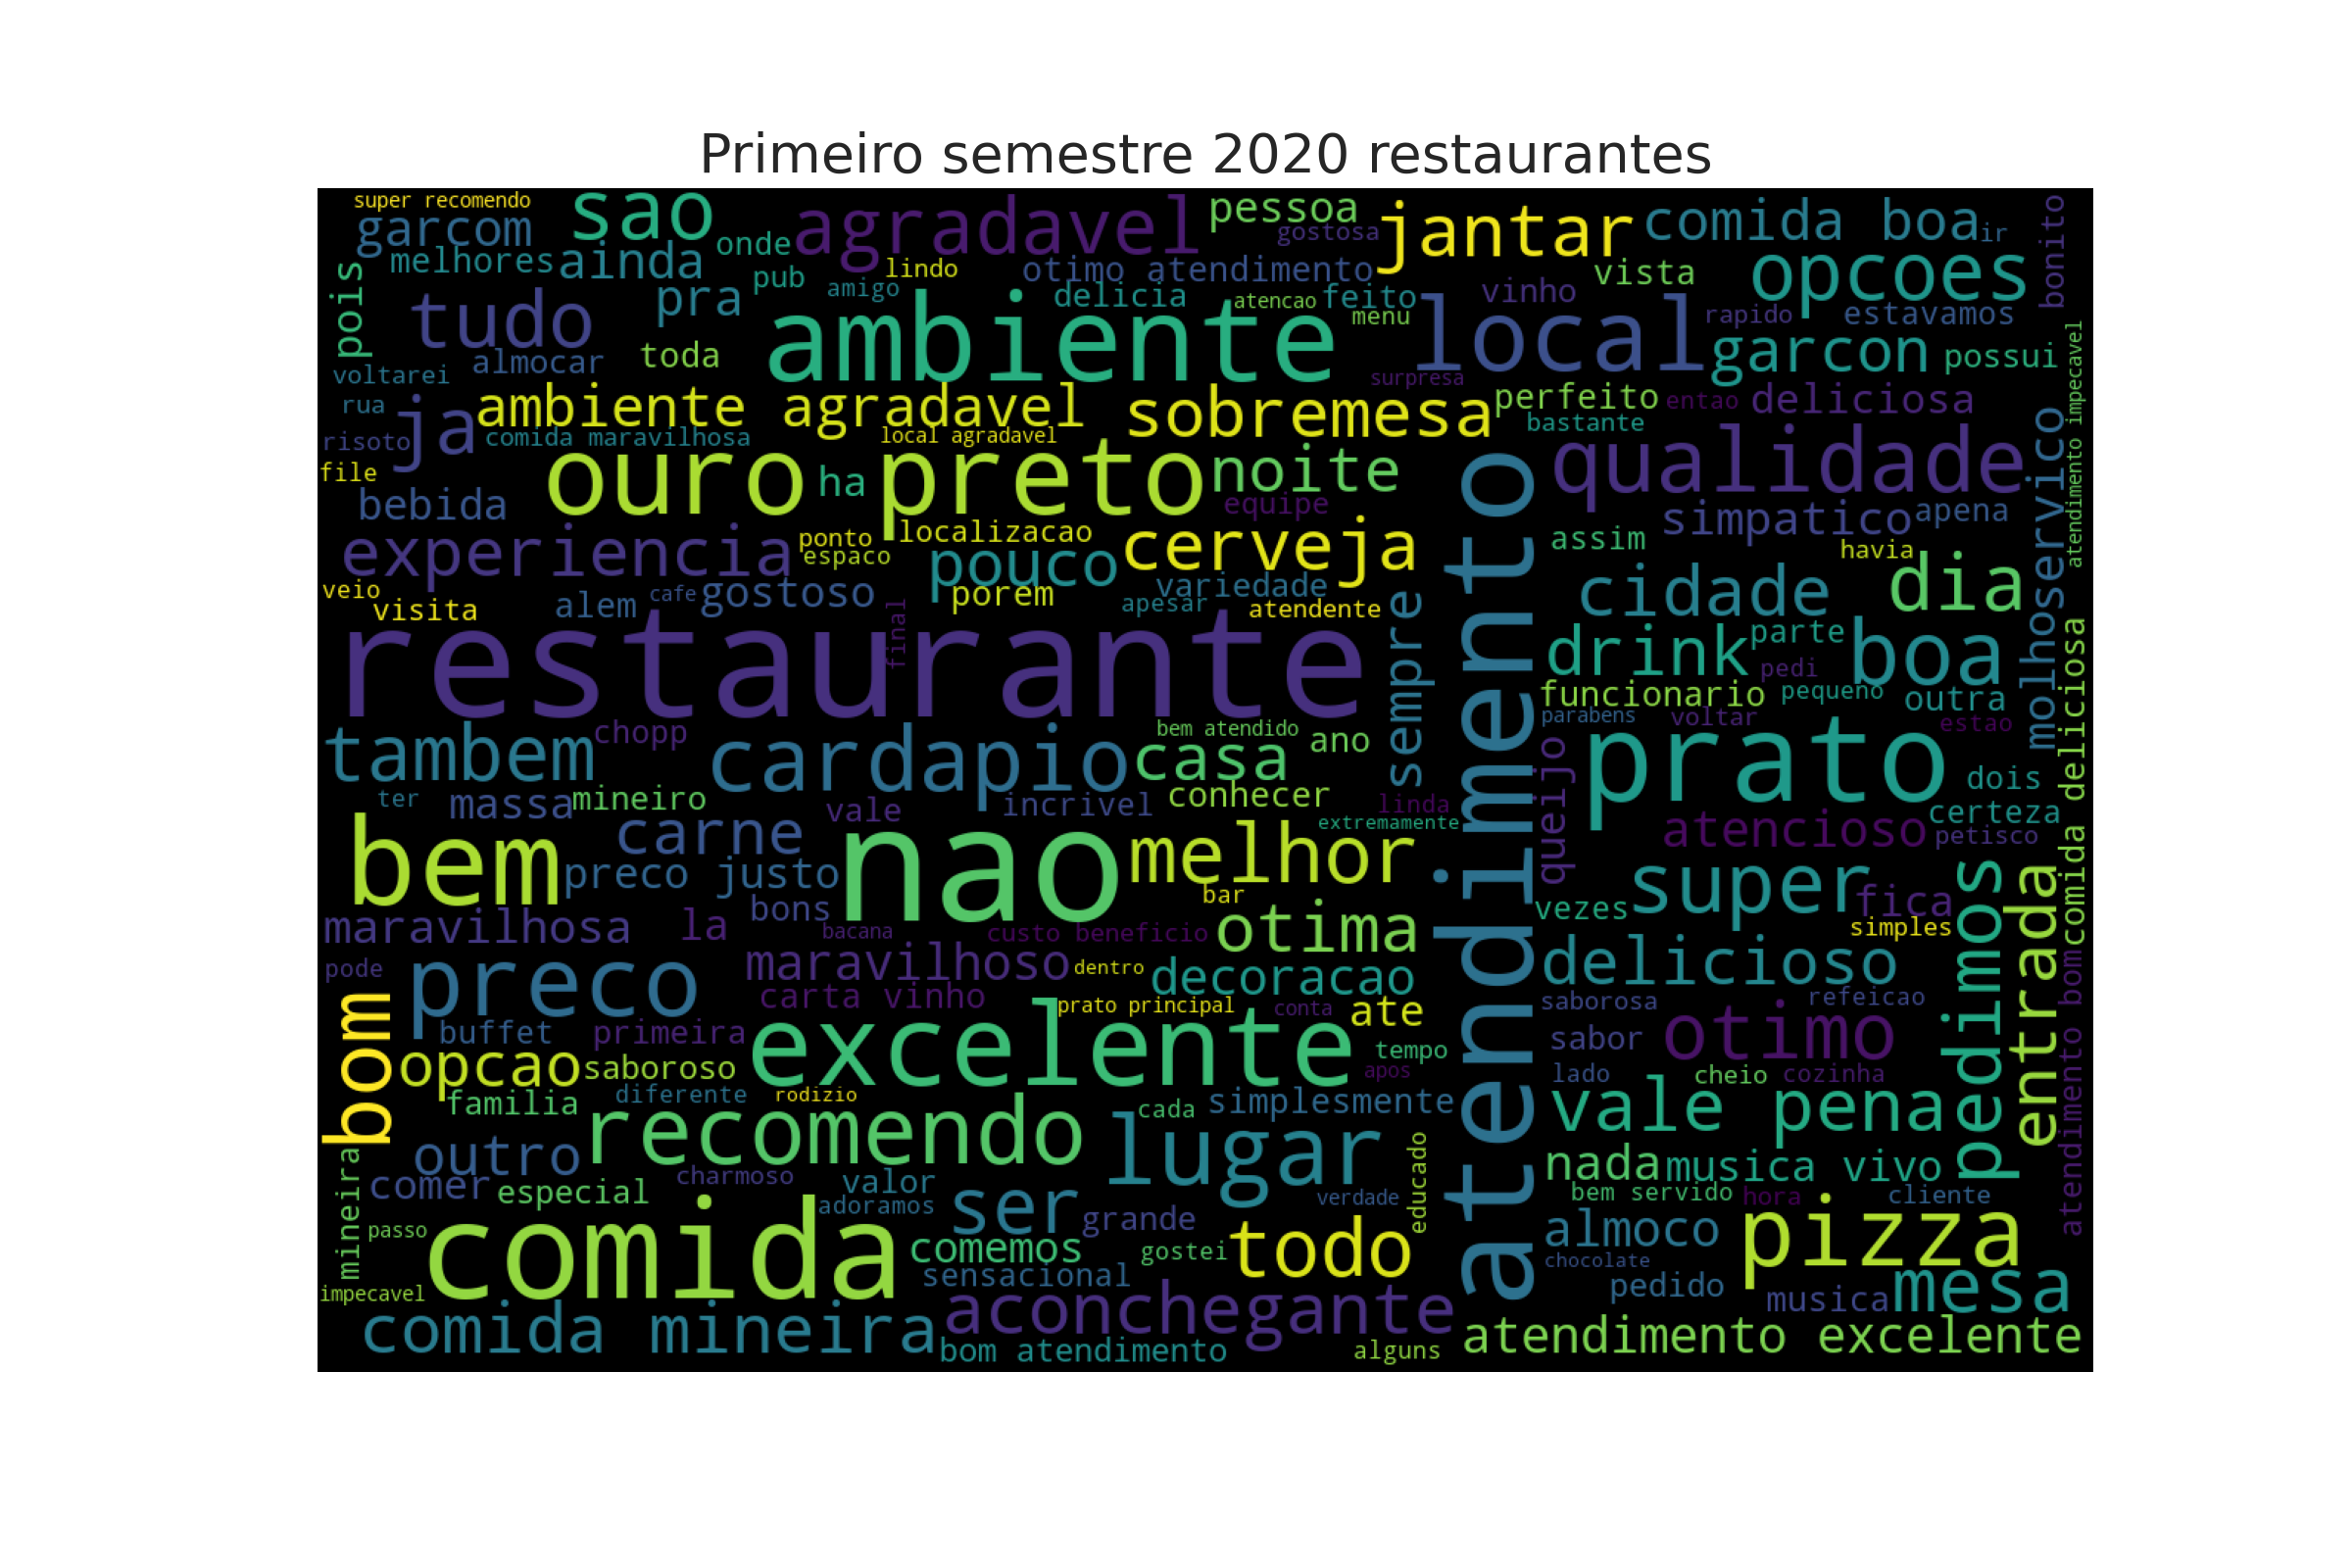 Primeiro semestre 2020 restaurantes
super recomendo
garcom
sao
agradavel
pessoa
gostosa
jantar
comida boa
ir
bonito
melhores
ainda
onde
pub
lindo
otimo atendimento
vista
opcoes
pois
tudo
pra
amigo
ambiente
delicia
atencao
feito
menu
vinho
local
rapido
estavamos
voltarei
almocar
toda
surpresa
garcon
possui
atendimento impecavel
rua
ja
ambiente agradavel
sobremesa
perfeito
entao
deliciosa
risoto
comida maravilhosa
local agradavel
bastante
servico
file
ouro preto
ha
noite
qualidade
bebida
equipe
simpatico
apena
experiencia
ponto
localizacao
espaco
pouco
cerveja
assim
havia
veio
visita
alem
cafe
gostoso
porem
variedade
apesar
atendente
cidade
dia
restaurante
final
sempre
atendimento
drink
parte
pedi
boa
molho
comida deliciosa
funcionario
pequeno
outra
tambem
chopp
cardapio
bem atendido
casa
ano
parabens
voltar
estao
queijo
prato
ter
massa
mineiro
vale
incrivel
conhecer
linda
dois
certeza
bem
carne
nao
extremamente
melhor
atencioso
petisco
preco justo
bar
super
fica
pedimos
entrada
maravilhosa
la
bons
bacana
custo beneficio
otima
vezes
simples
pode
preco
maravilhoso
dentro
decoracao
delicioso
atendimento bom
bom
carta vinho
prato principal
conta
ate
saborosa
refeicao
buffet
primeira
excelente
tempo
sabor
otimo
opcao
saboroso
apos
lado
cheio
cozinha
familia
diferente
rodizio
cada
simplesmente
vale pena
mineira
outro
recomendo
lugar
educado
nada
musica vivo
comer
especial
charmoso
valor
adoramos
ser
grande
verdade
bem servido
hora
cliente
passo
comida
comemos
gostei
todo
almoco
pizza
impecavel
sensacional
chocolate
pedido
musica
mesa
comida mineira
aconchegante
bom atendimento
alguns
atendimento excelente